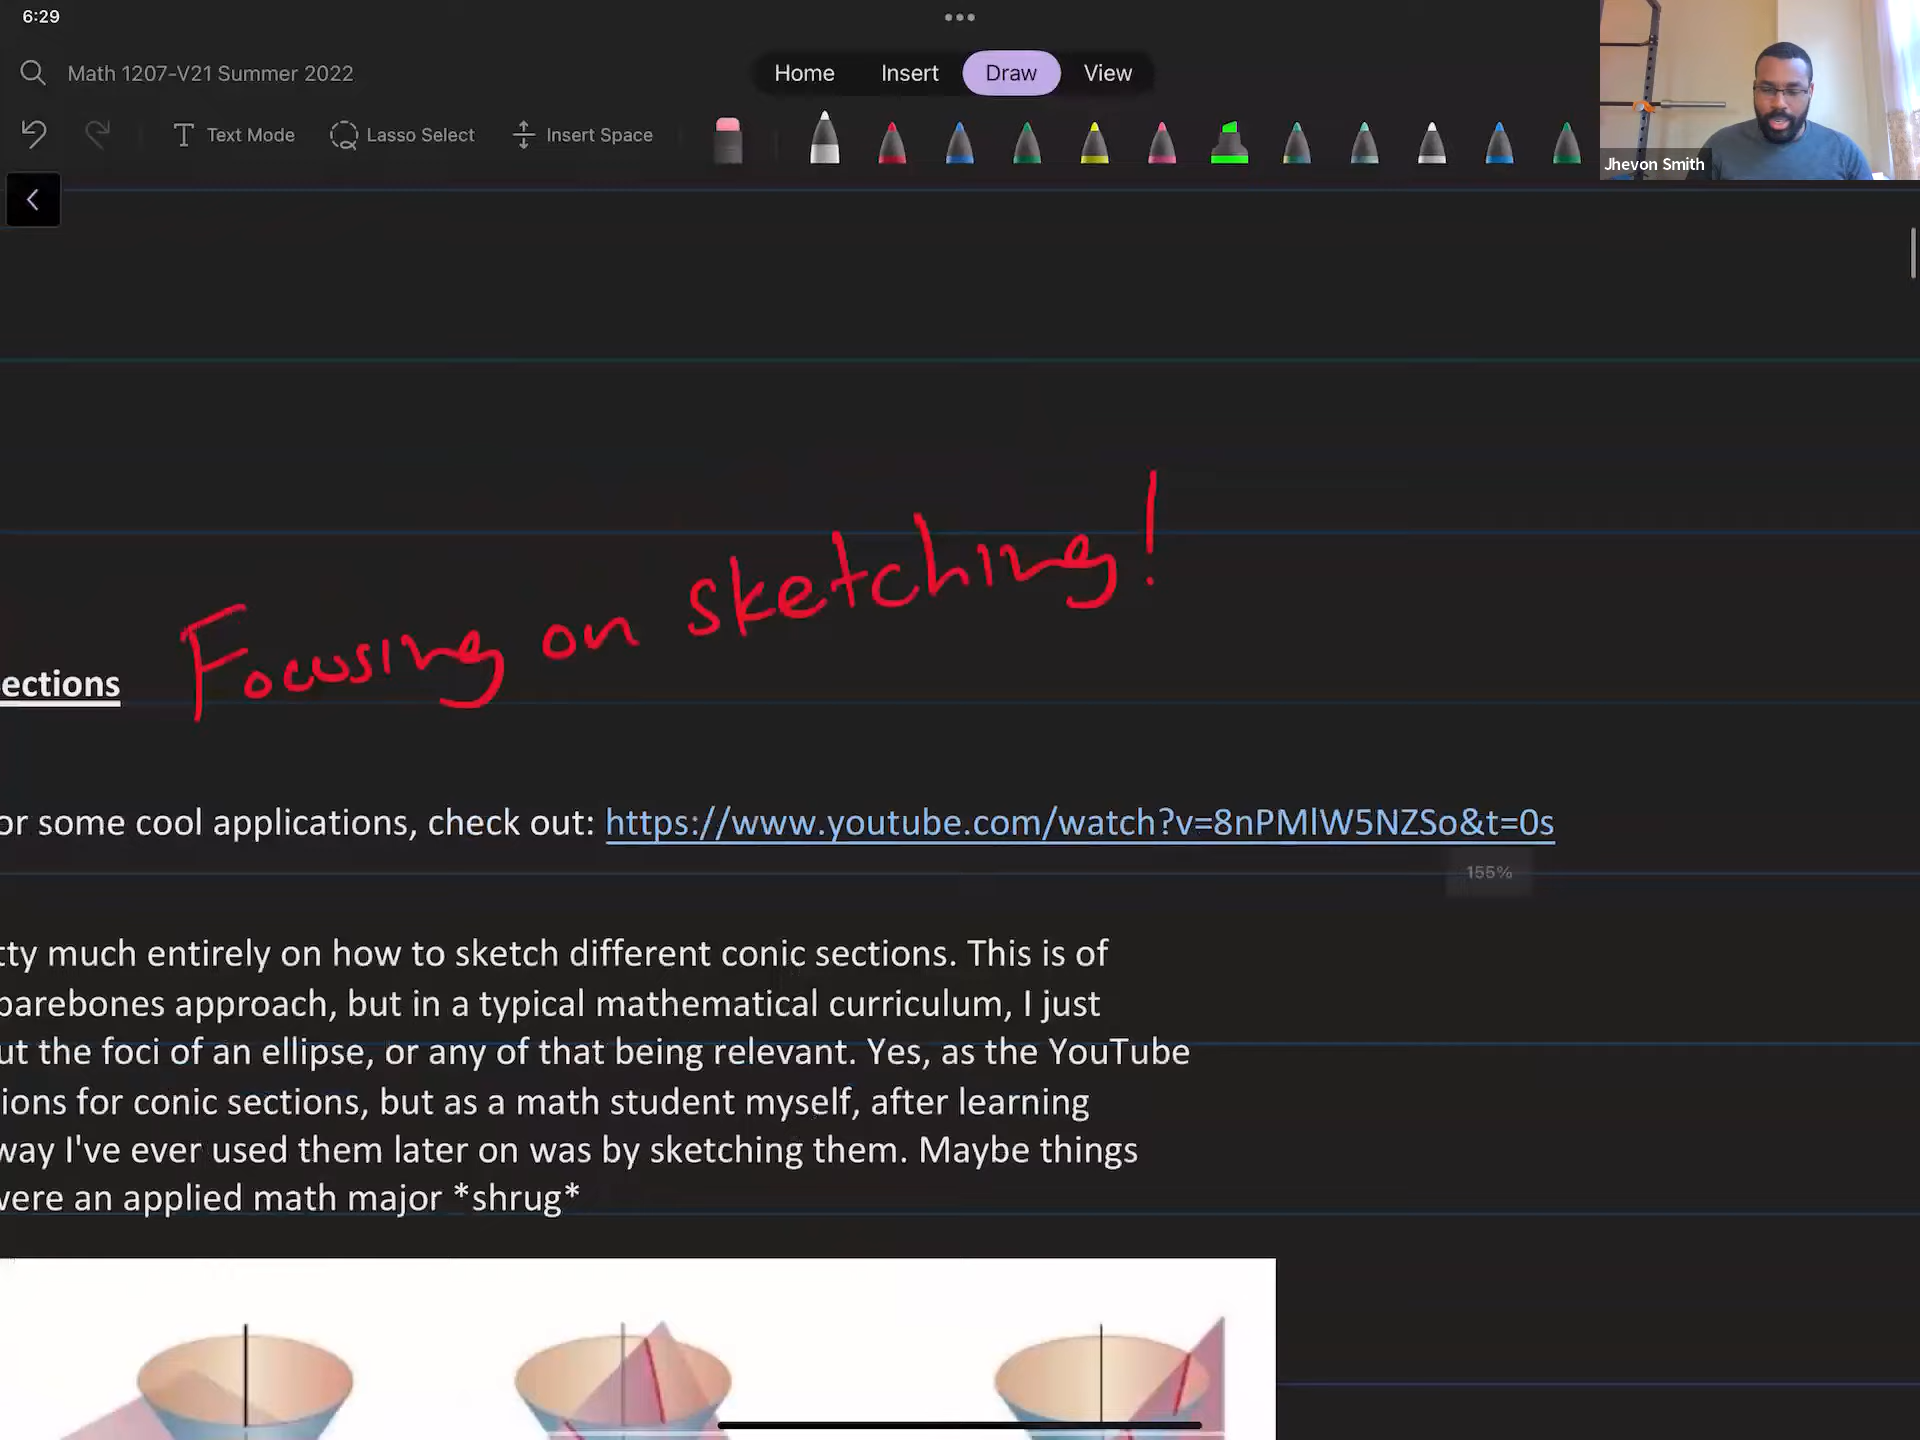 6:29
Math 1207-V21 Summer 2022
Home Insert Draw View
Text Mode Lasso Select Insert Space
Jhevon Smith
Focusing on sketching!
ections
or some cool applications, check out: https://www.youtube.com/watch?v=8nPMlW5NZSo&t=0s
155%
tty much entirely on how to sketch different conic sections. This is of
barebones approach, but in a typical mathematical curriculum, I just
ut the foci of an ellipse, or any of that being relevant. Yes, as the YouTube
ions for conic sections, but as a math student myself, after learning
way I've ever used them later on was by sketching them. Maybe things
were an applied math major *shrug*